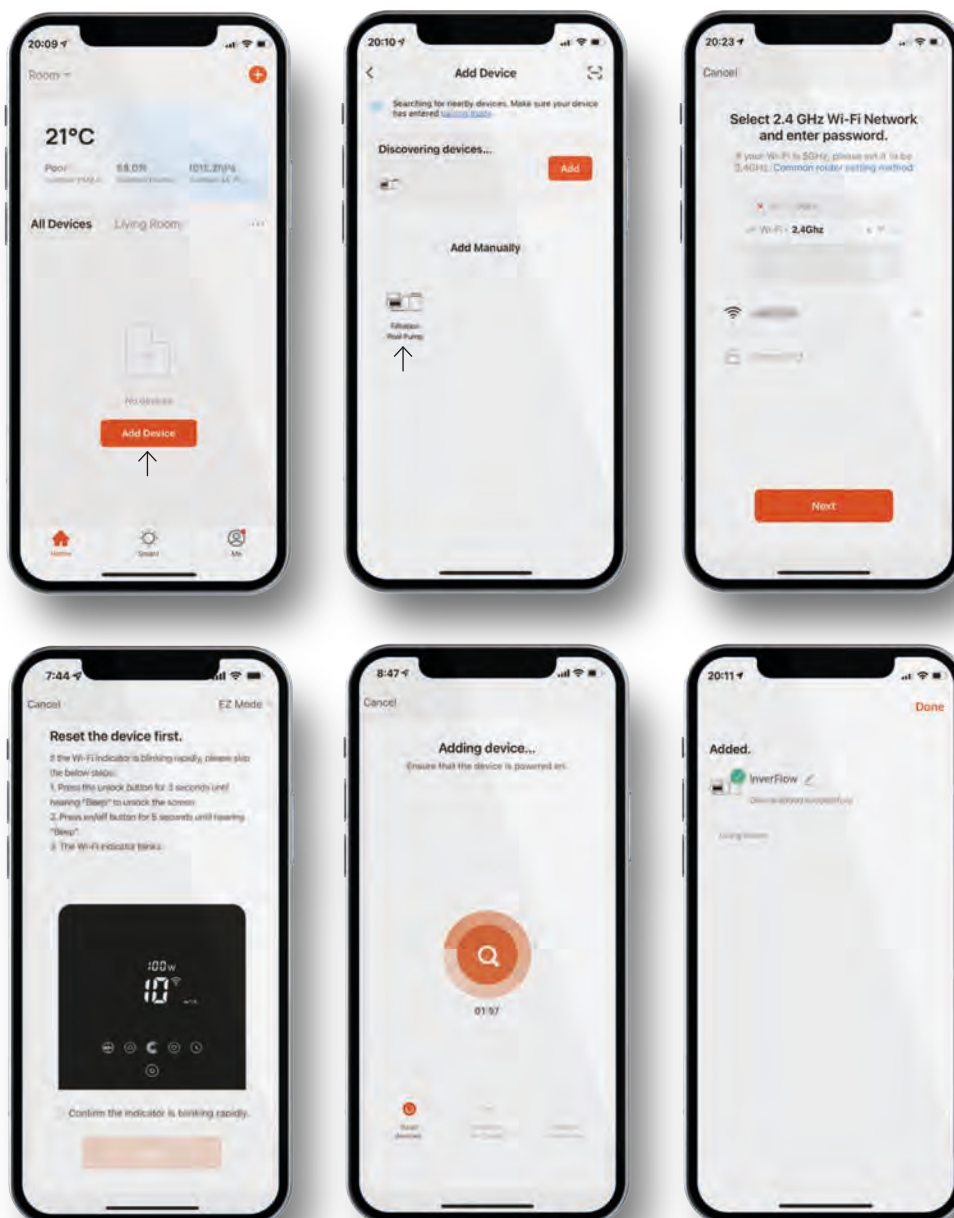 20:09
Room
21°C
Poor
All Devices Living Room ...
No devices
Add Device
Home Smart Me
20:10
Add Device
Searching for nearby devices. Make sure your device
has entered pairing mode.
Discovering devices...
Add
Add Manually
Filtration
Pool Pump
20:23
Cancel
Select 2.4 GHz Wi-Fi Network
and enter password.
If your Wi-Fi is 5GHz, please set it to be
2.4GHz. Common router setting method
Wi-Fi - 2.4Ghz
Next
7:44
Cancel EZ Mode
Reset the device first.
If the Wi-Fi indicator is blinking rapidly, please skip
the below steps:
1. Press the unlock button for 3 seconds until
hearing "Beep" to unlock the screen.
2. Press on/off button for 5 seconds until hearing
"Beep".
3. The Wi-Fi indicator blinks.
100W
10
Confirm the indicator is blinking rapidly.
8:47
Cancel
Adding device...
Ensure that the device is powered on.
01:57
20:11
Done
Added.
InverFlow
Device added successfully
Living Room